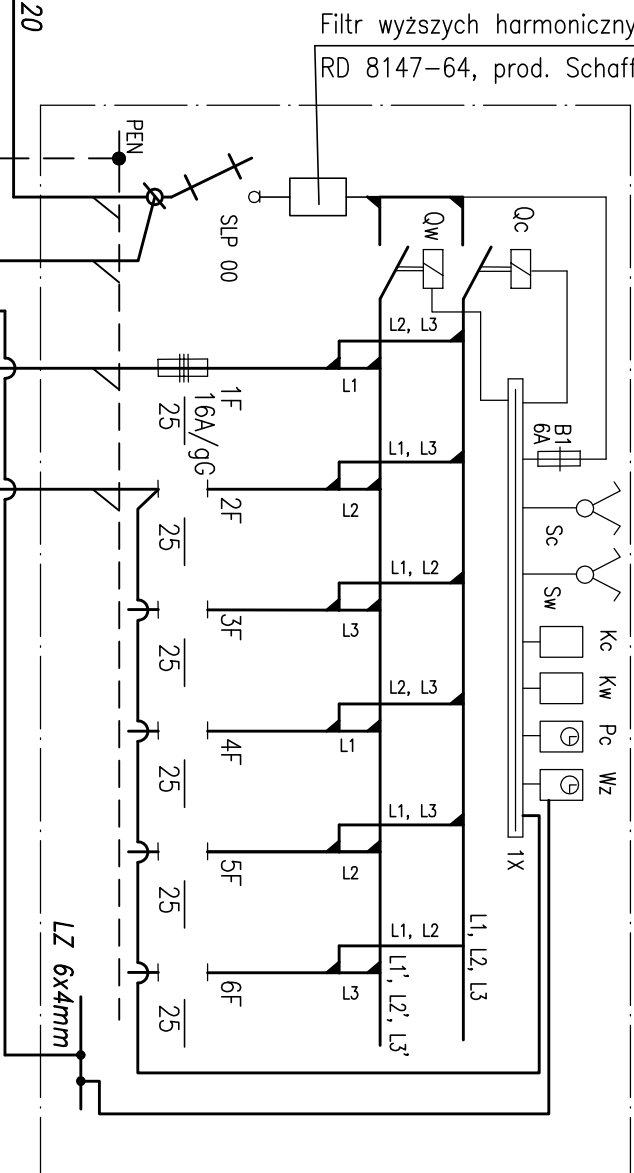 Filtr wyższych harmoniczny
RD 8147-64, prod. Schaff
20
PEN
SLP 00
Qw
Qc
L2, L3
L1
1F
16A/gG
25
B1
6A
L1, L3
L2
2F
25
Sc
Sw
L1, L2
L3
3F
25
Kc
Kw
L2, L3
L1
4F
25
Pc
Wz
L1, L3
L2
5F
25
1X
L1, L2
L3
6F
25
L1, L2, L3
L1', L2', L3'
LZ 6x4mm